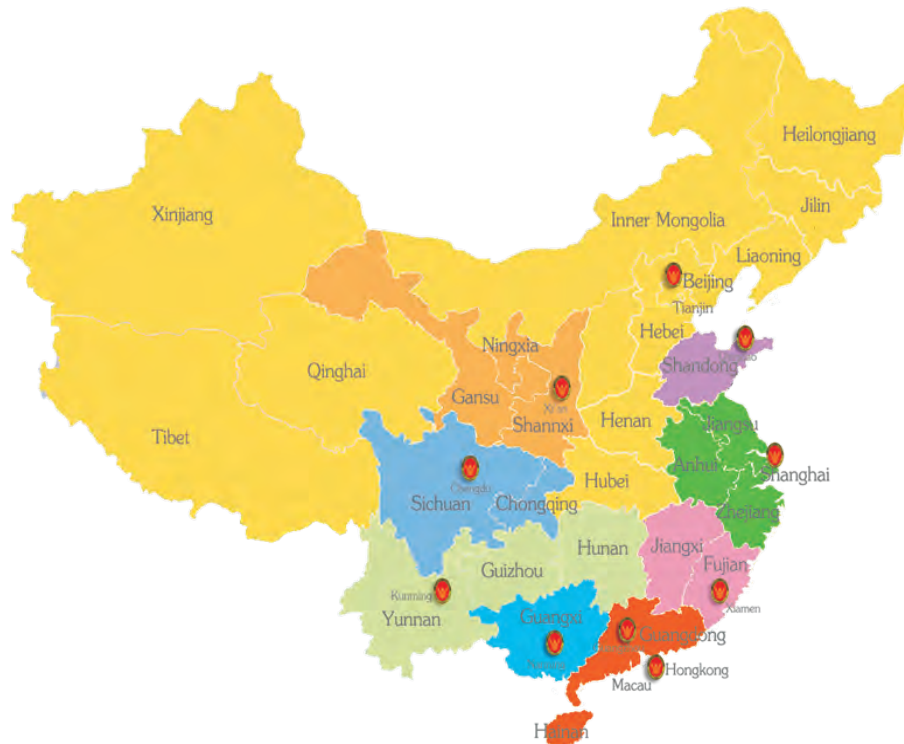 Heilongjiang
Xinjiang
Jilin
Inner Mongolia
Liaoning
Beijing
Tianjin
Hebei
Ningxia
Shandong
Qinghai
Gansu
Xi'an
Henan
Jiangsu
Shannxi
Tibet
Anhui
Shanghai
Hubei
Chengdu
Sichuan
Chongqing
Zhejiang
Hunan
Jiangxi
Fujian
Guizhou
Kunming
Xiamen
Yunnan
Guangxi
Guangdong
Hongkong
Macau
Hainan